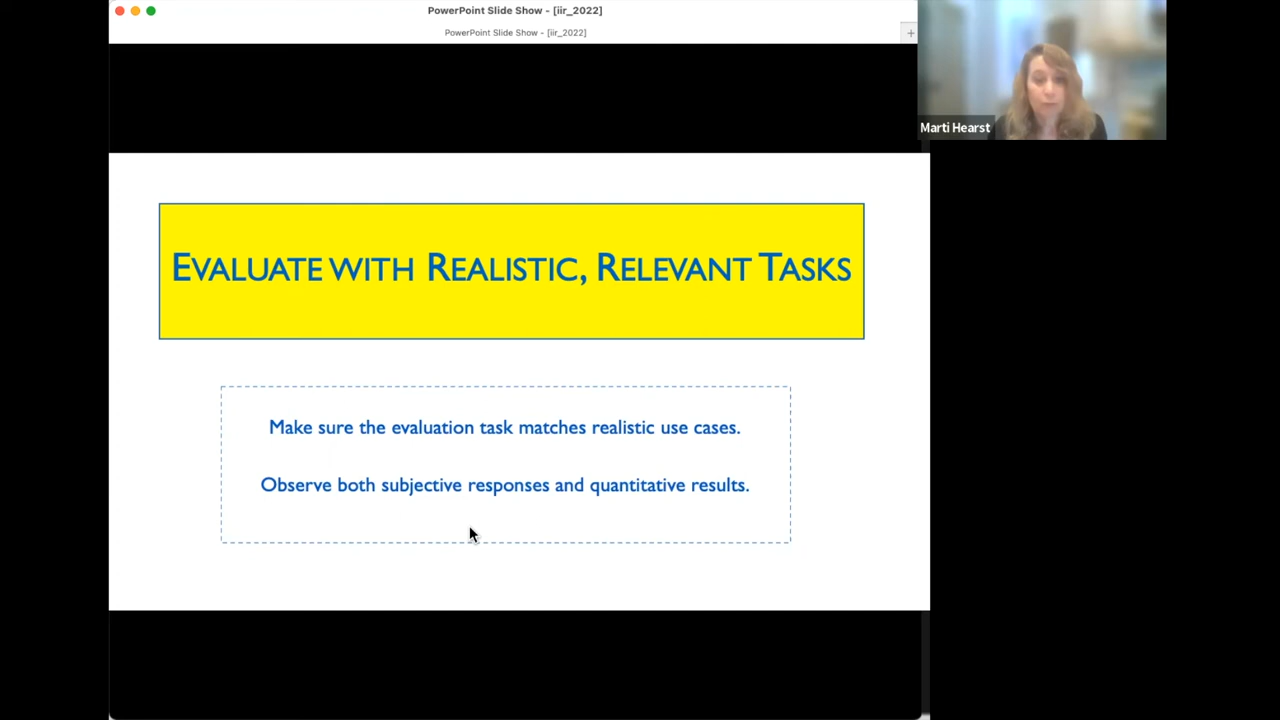 PowerPoint Slide Show - [iir_2022]
PowerPoint Slide Show - [iir_2022]
+
Marti Hearst
EVALUATE WITH REALISTIC, RELEVANT TASKS
Make sure the evaluation task matches realistic use cases.
Observe both subjective responses and quantitative results.